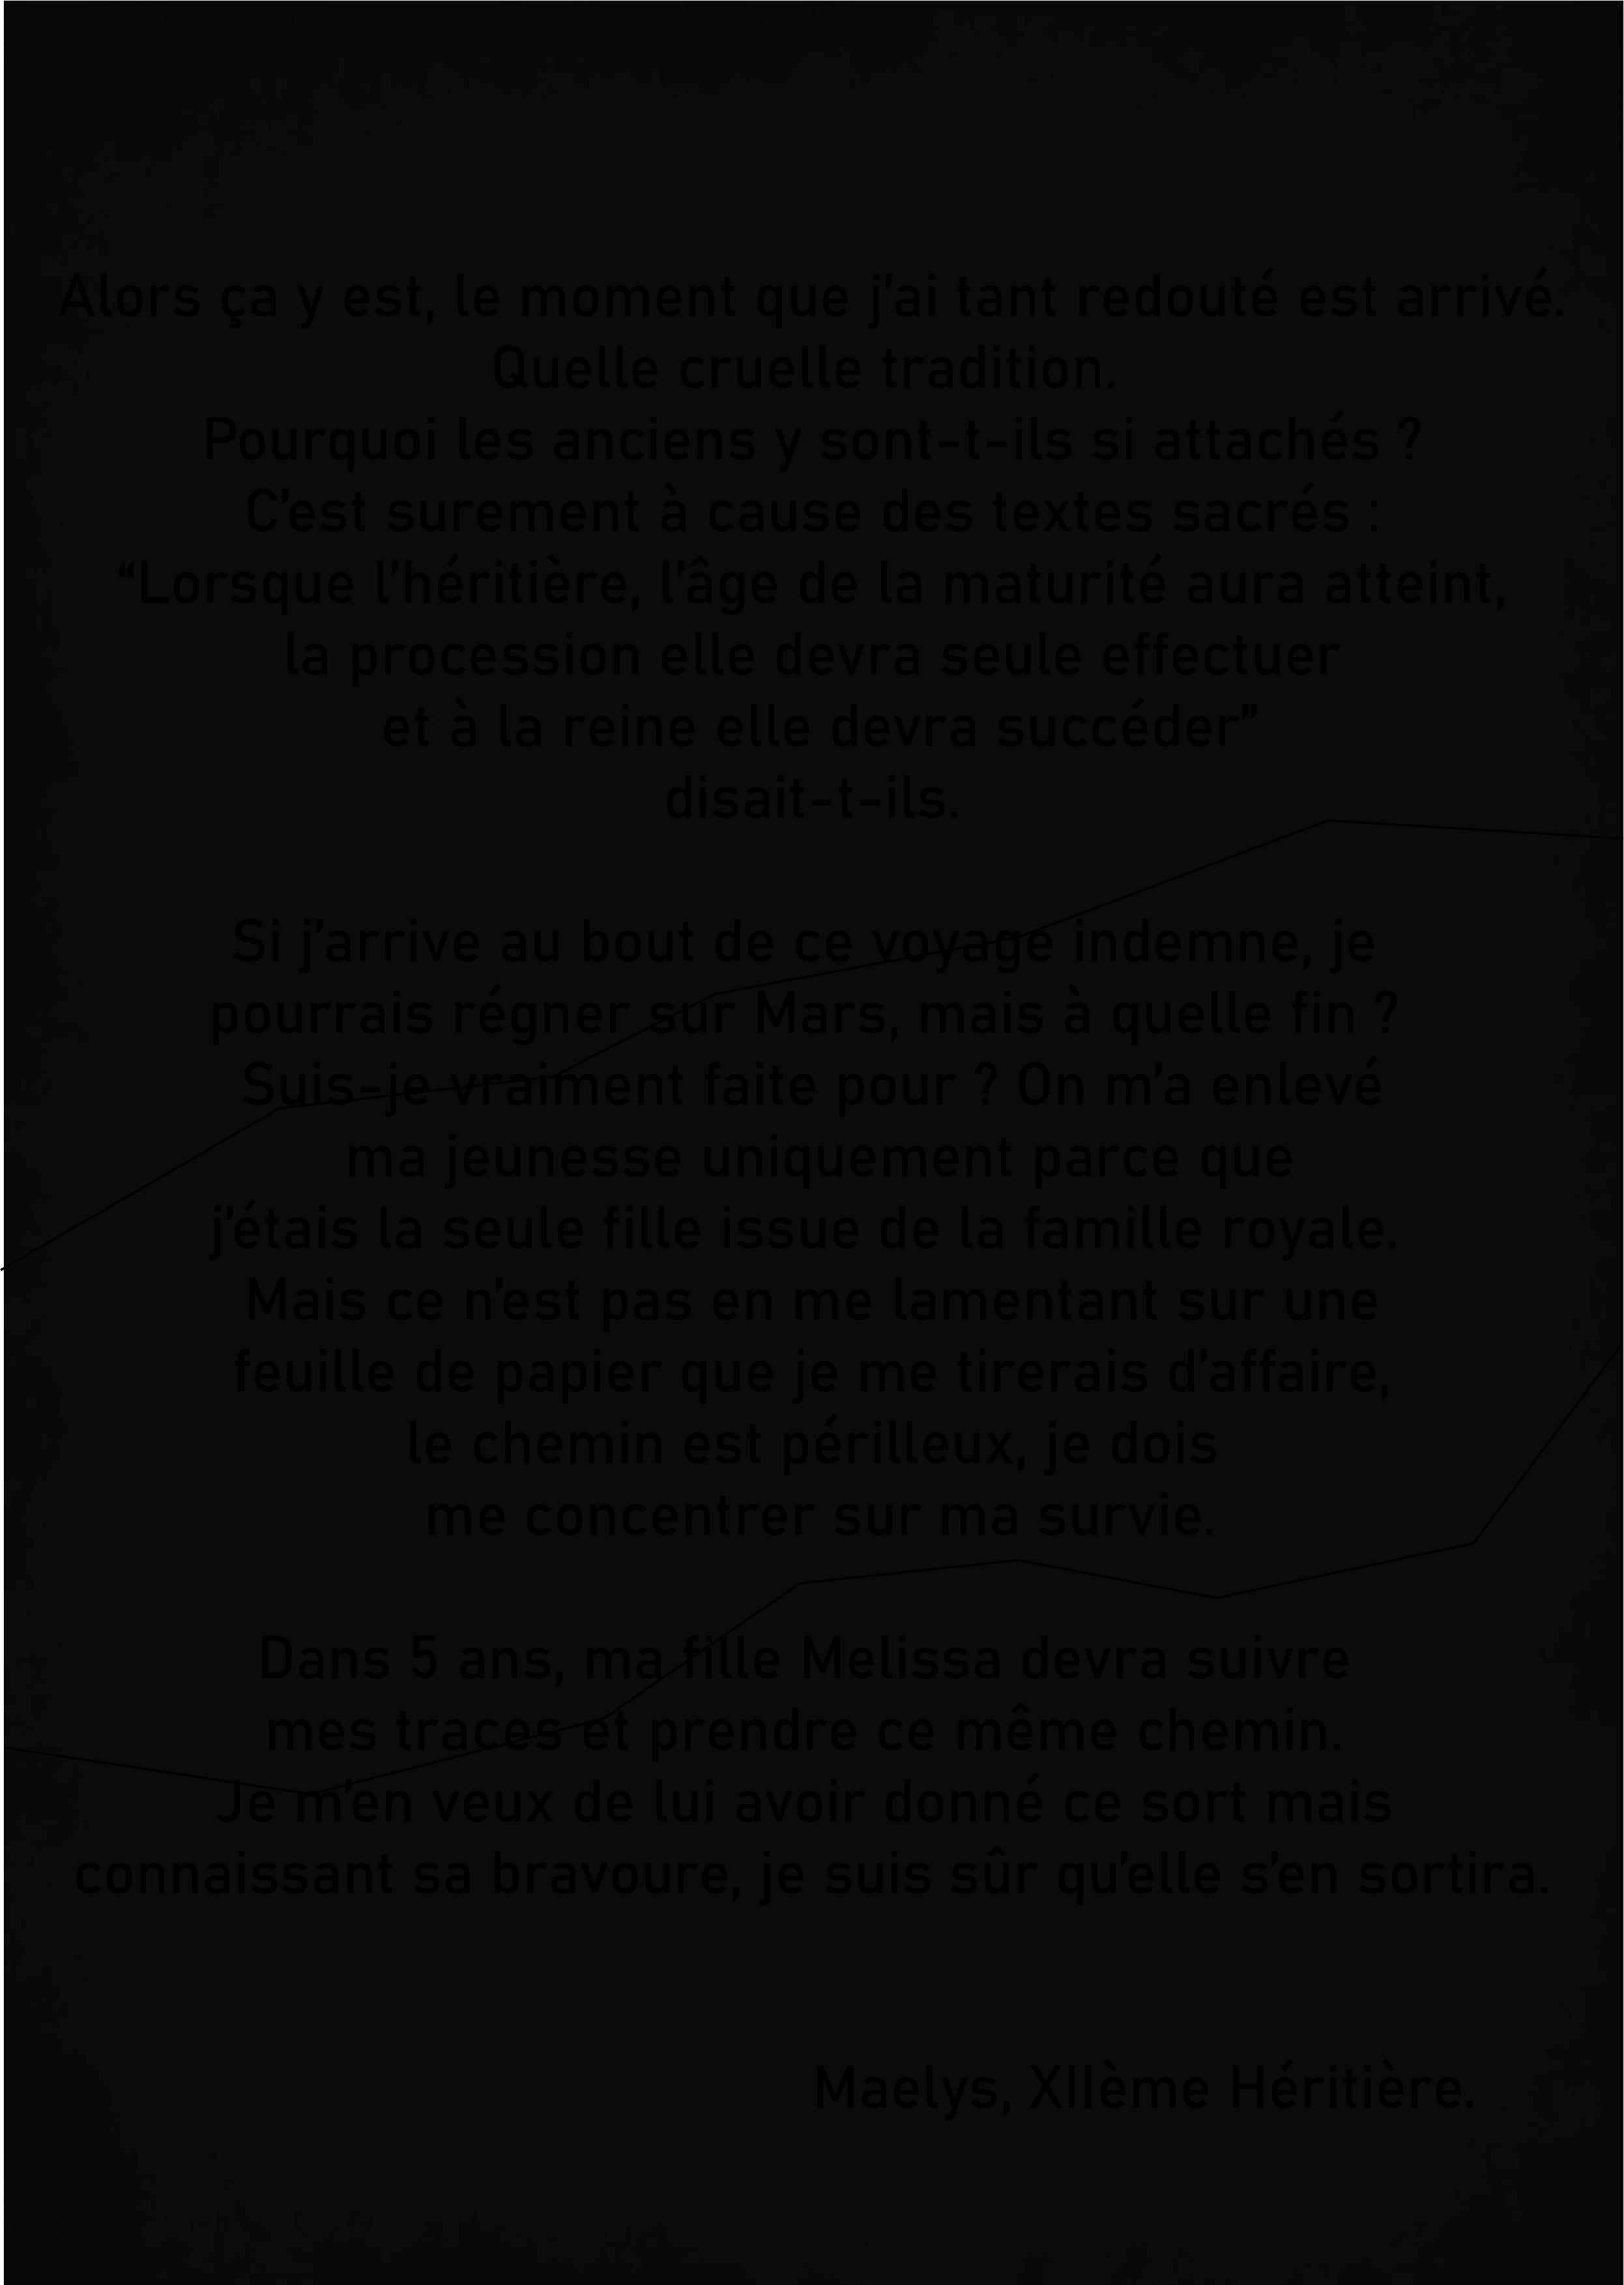 Alors ça y est, le moment que j’ai tant redouté est arrivé.
Quelle cruelle tradition.
Pourquoi les anciens y sont-t-ils si attachés ?
C’est surement à cause des textes sacrés :
“Lorsque l’héritière, l’âge de la maturité aura atteint,
la procession elle devra seule effectuer
et à la reine elle devra succéder”
disait-t-ils.
Si j’arrive au bout de ce voyage indemne, je
pourrais régner sur Mars, mais à quelle fin ?
Suis-je vraiment faite pour ? On m’a enlevé
ma jeunesse uniquement parce que
j’étais la seule fille issue de la famille royale.
Mais ce n’est pas en me lamentant sur une
feuille de papier que je me tirerais d’affaire,
le chemin est périlleux, je dois
me concentrer sur ma survie.
Dans 5 ans, ma fille Melissa devra suivre
mes traces et prendre ce même chemin.
Je m’en veux de lui avoir donné ce sort mais
connaissant sa bravoure, je suis sûr qu’elle s’en sortira.
Maelys, XIIème Héritière.